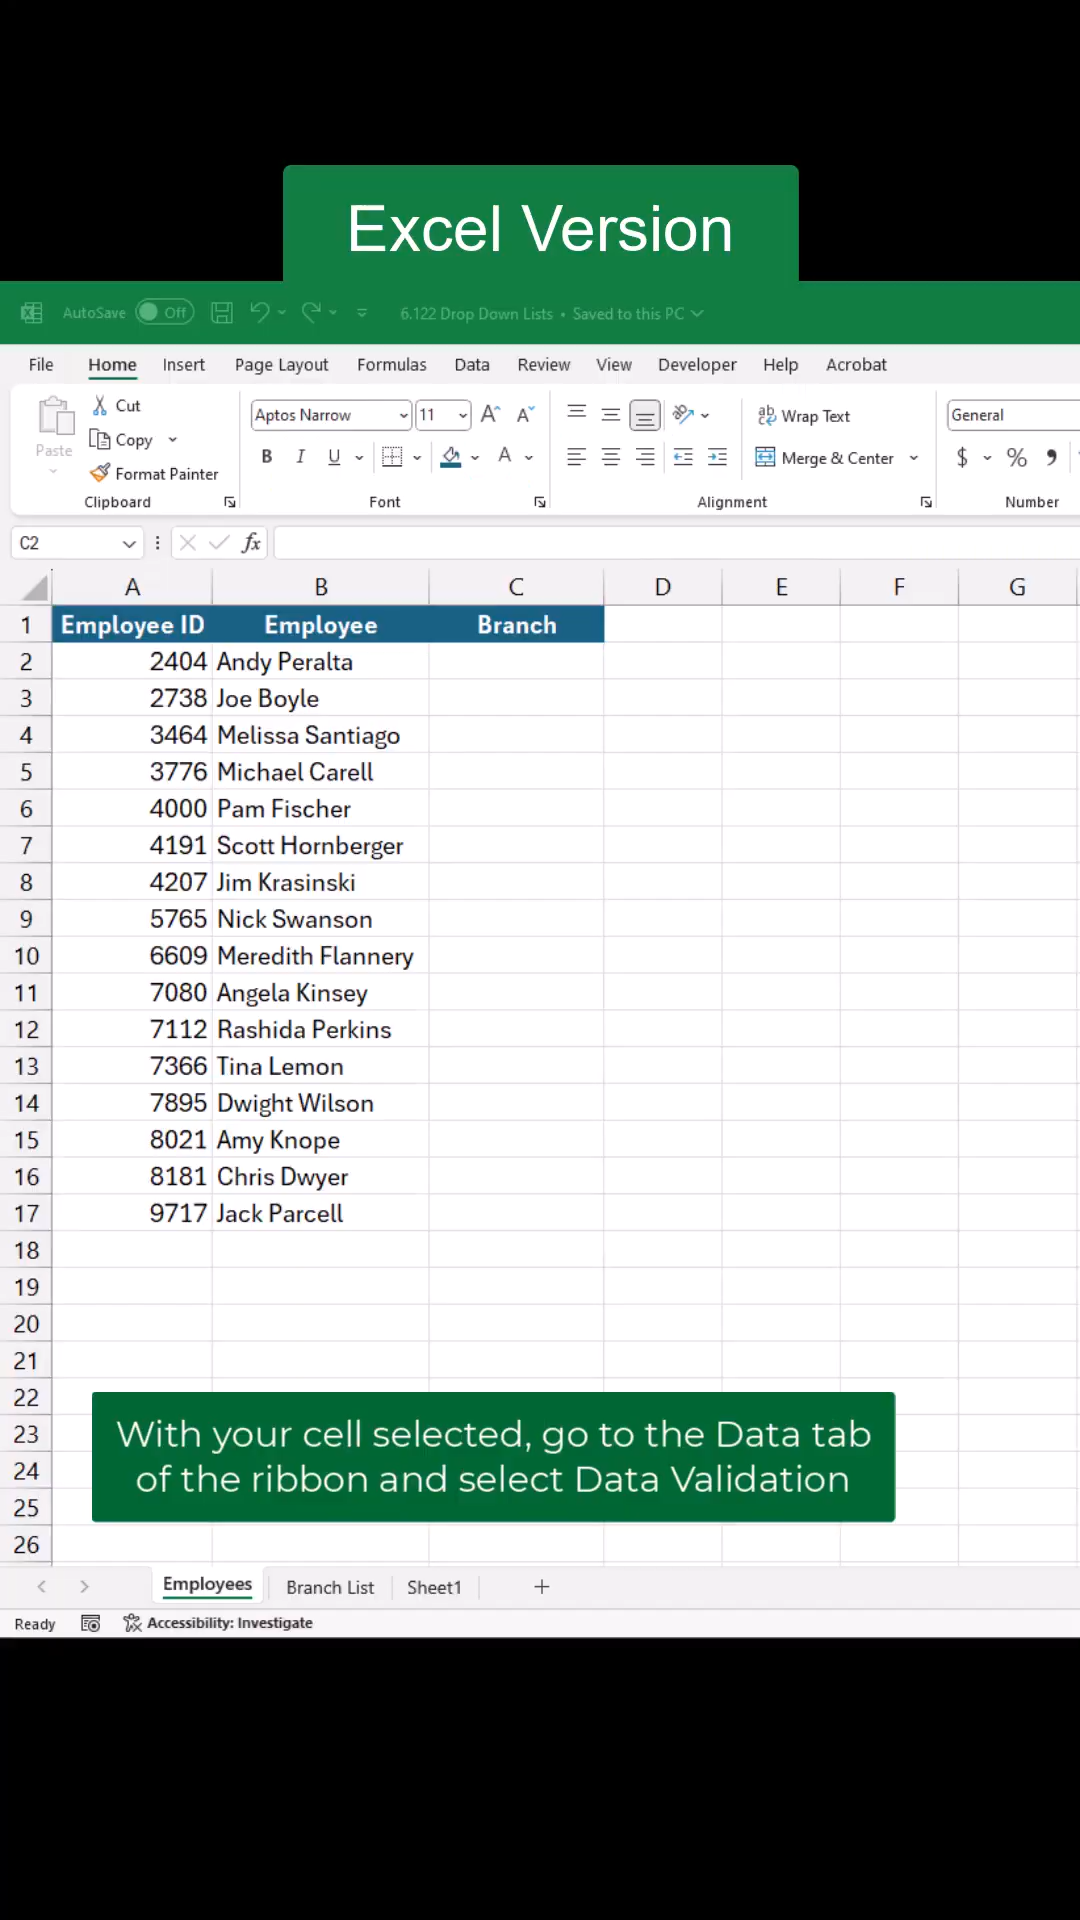 Excel Version
AutoSave Off 6.122 Drop Down Lists • Saved to this PC
File Home Insert Page Layout Formulas Data Review View Developer Help Acrobat
Paste Cut Aptos Narrow 11 A A ab Wrap Text General
Copy B I U A Merge & Center $ % ,
Format Painter
Clipboard Font Alignment Number
C2 fx
A B C D E F G
1 Employee ID Employee Branch
2 2404 Andy Peralta
3 2738 Joe Boyle
4 3464 Melissa Santiago
5 3776 Michael Carell
6 4000 Pam Fischer
7 4191 Scott Hornberger
8 4207 Jim Krasinski
9 5765 Nick Swanson
10 6609 Meredith Flannery
11 7080 Angela Kinsey
12 7112 Rashida Perkins
13 7366 Tina Lemon
14 7895 Dwight Wilson
15 8021 Amy Knope
16 8181 Chris Dwyer
17 9717 Jack Parcell
18
19
20
21
22
23 With your cell selected, go to the Data tab
24 of the ribbon and select Data Validation
25
26
Employees Branch List Sheet1 +
Ready Accessibility: Investigate